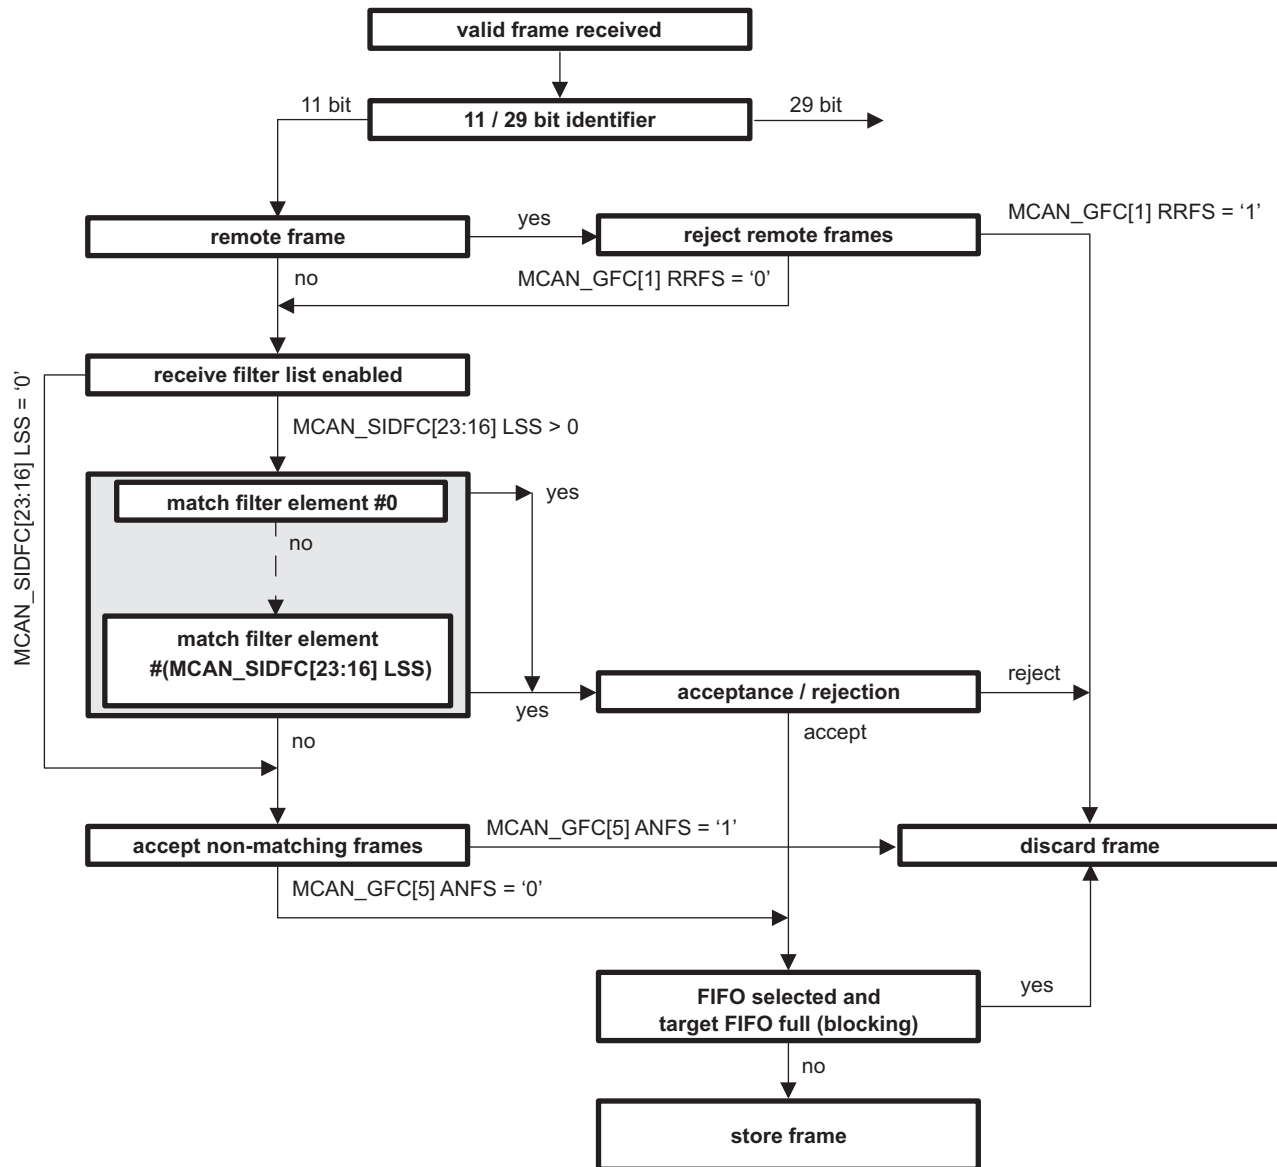 valid frame received
11 bit
11 / 29 bit identifier
29 bit
remote frame
yes
reject remote frames
MCAN_GFC[1] RRFS = ‘1’
no
MCAN_GFC[1] RRFS = ‘0’
receive filter list enabled
MCAN_SIDFC[23:16] LSS = ‘0’
MCAN_SIDFC[23:16] LSS > 0
match filter element #0
yes
no
match filter element
#(MCAN_SIDFC[23:16] LSS)
yes
acceptance / rejection
reject
accept
no
accept non-matching frames
MCAN_GFC[5] ANFS = ‘1’
discard frame
MCAN_GFC[5] ANFS = ‘0’
FIFO selected and
target FIFO full (blocking)
yes
no
store frame